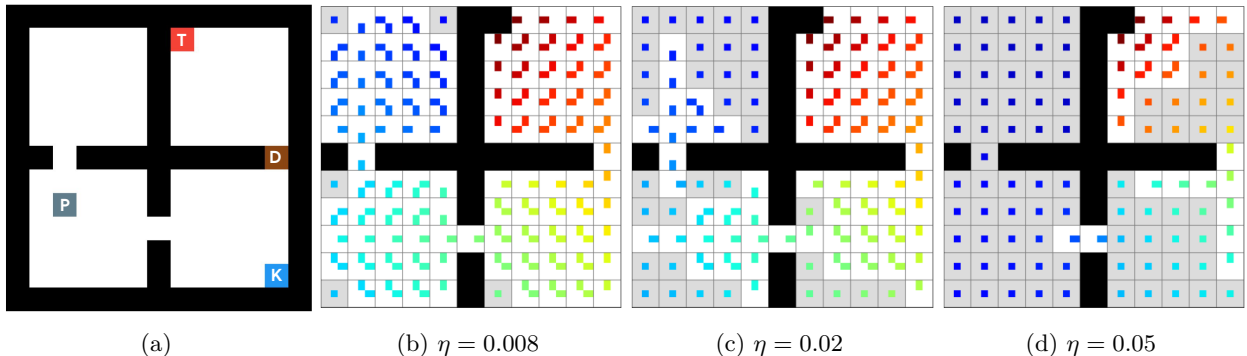 T
D
P
K
(a)
(b) η = 0.008
(c) η = 0.02
(d) η = 0.05